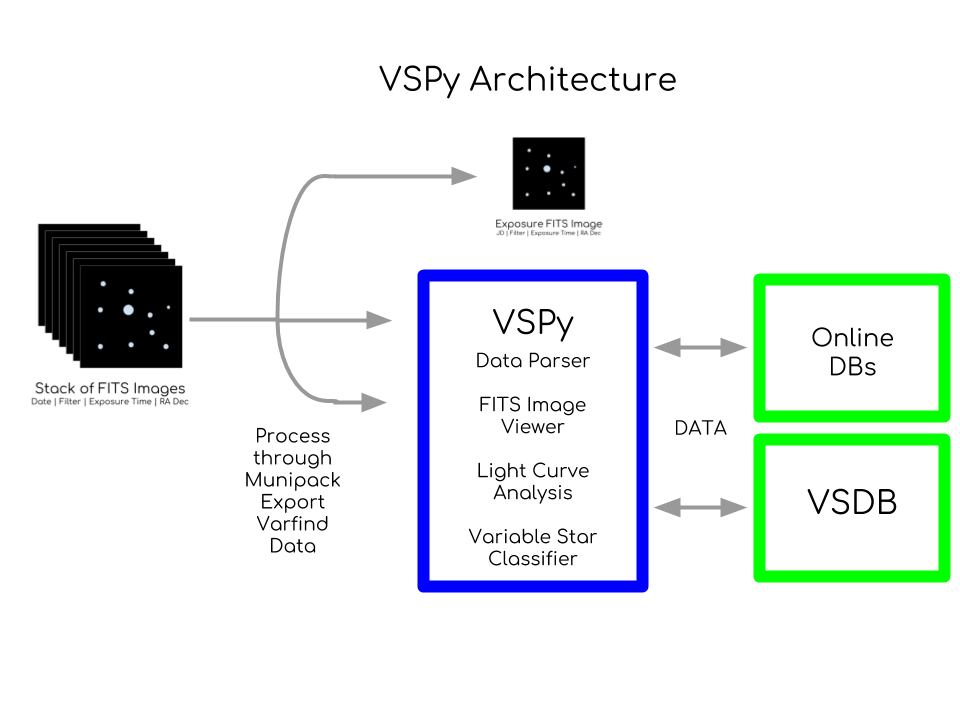 VSPy Architecture
Exposure FITS Image
JD | Filter | Exposure Time | RA Dec
Stack of FITS Images
Date | Filter | Exposure Time | RA Dec
Process
through
Munipack
Export
Varfind
Data
VSPy
Data Parser
FITS Image
Viewer
Light Curve
Analysis
Variable Star
Classifier
DATA
Online
DBs
VSDB